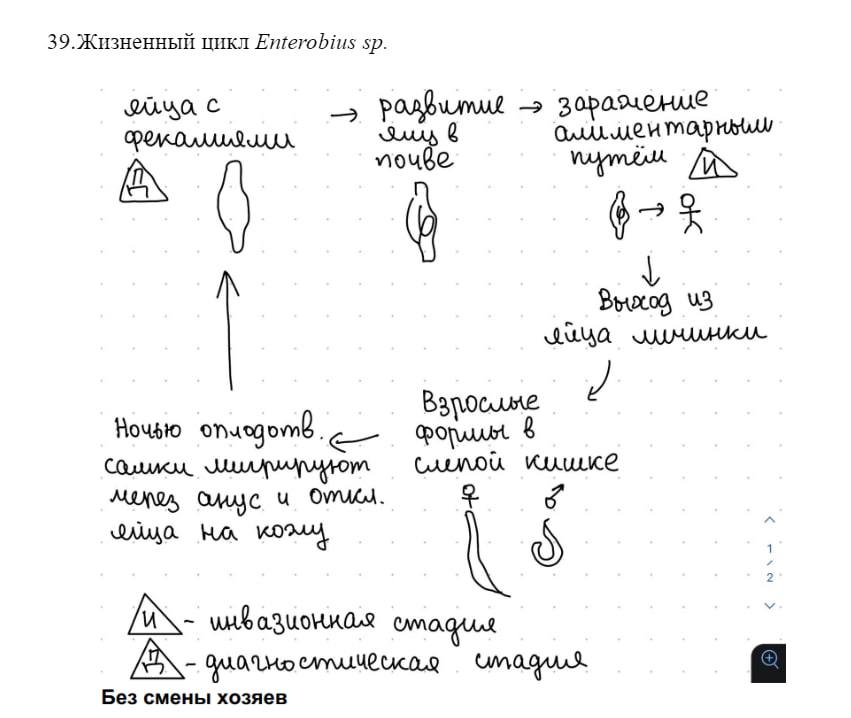 39.Жизненный цикл Enterobius sp.
яйца с
фекалиями
Д
→ развитие
яиц в
почве
→ заражение
алиментарным
путём
И
Выход из
яйца личинки
Взрослые
формы в
слепой кишке
♀ ♂
Ночью оплодотв.
самки мигрируют
через анус и откл.
яйца на кожу
1
/
2
И - инвазионная стадия
Д - диагностическая стадия
Без смены хозяев